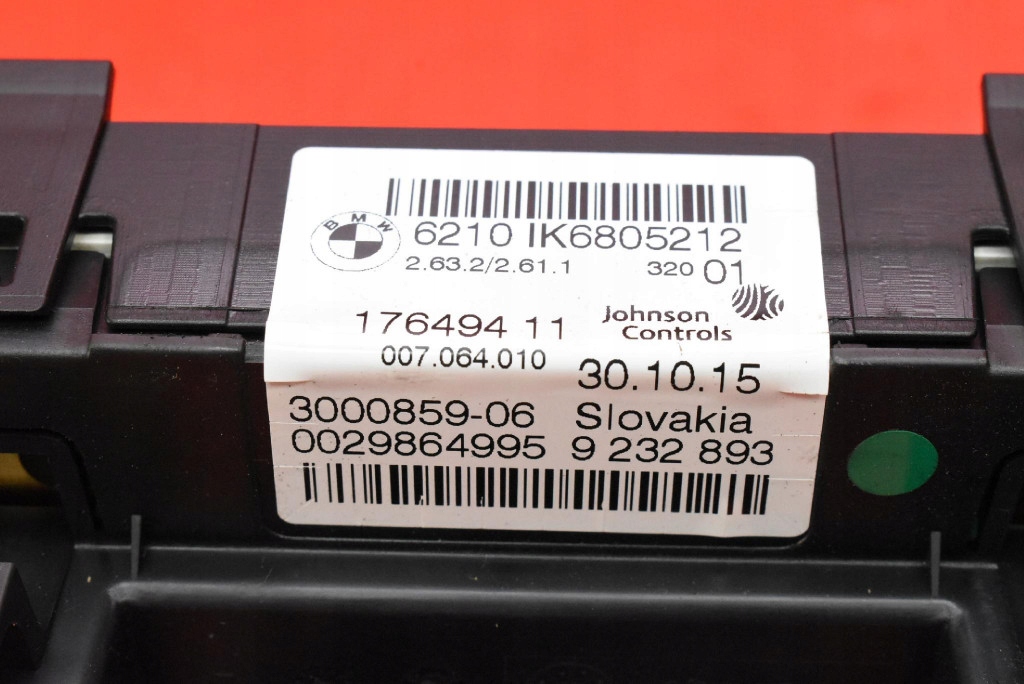 BMW
6210 IK6805212
2.63.2/2.61.1 320 01
176494 11 Johnson
Controls
007.064.010 30.10.15
3000859-06 Slovakia
0029864995 9 232 893